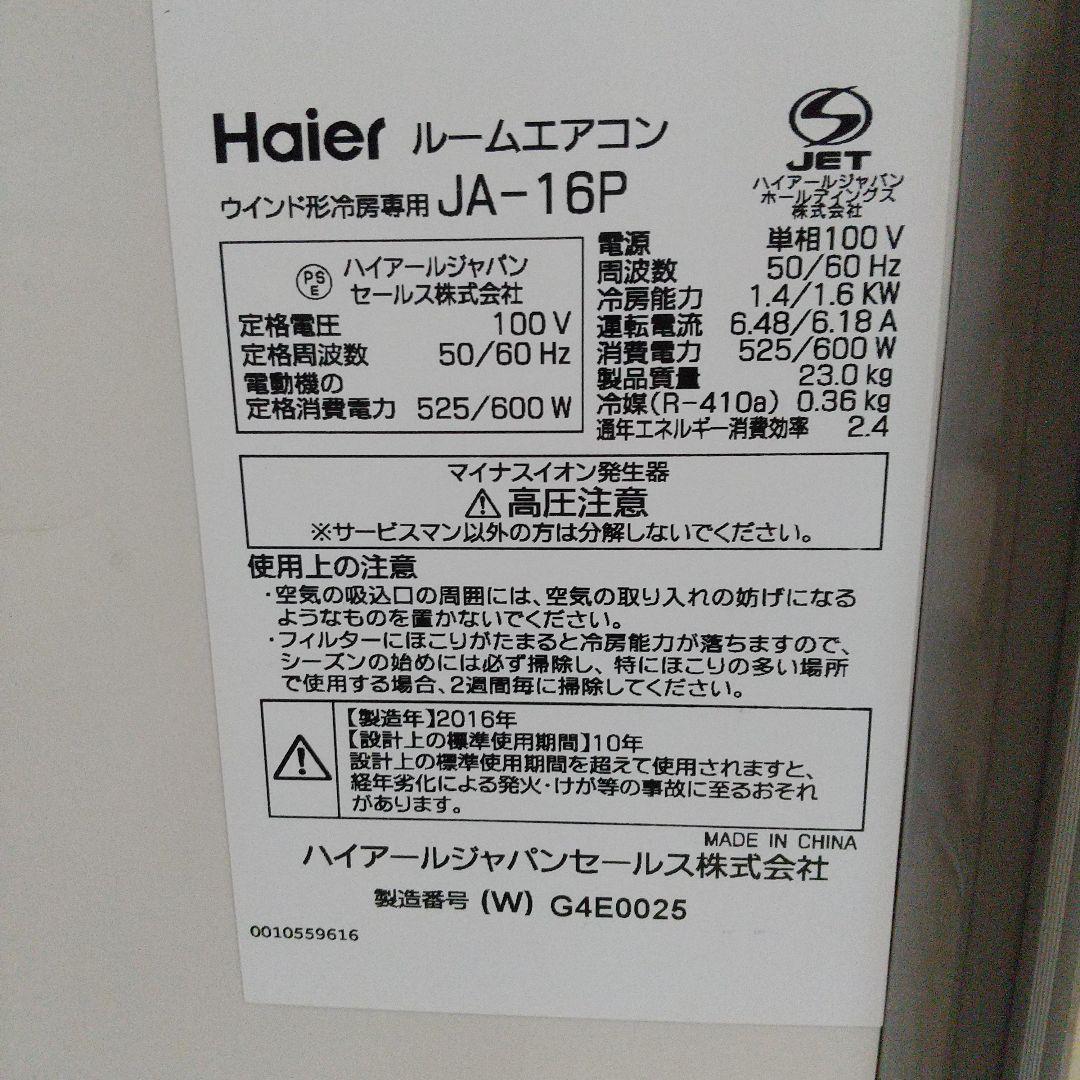 Haier ルームエアコン
ウインド形冷房専用 JA-16P
JET
ハイアールジャパン
ホールディングス
株式会社
PSE ハイアールジャパン
セールス株式会社
定格電圧 100 V
定格周波数 50/60 Hz
電動機の
定格消費電力 525/600 W
電源 単相100 V
周波数 50/60 Hz
冷房能力 1.4/1.6 KW
運転電流 6.48/6.18 A
消費電力 525/600 W
製品質量 23.0 kg
冷媒(R-410a) 0.36 kg
通年エネルギー消費効率 2.4
マイナスイオン発生器
⚠高圧注意
※サービスマン以外の方は分解しないでください。
使用上の注意
・空気の吸込口の周囲には、空気の取り入れの妨げになる
ようなものを置かないでください。
・フィルターにほこりがたまると冷房能力が落ちますので、
シーズンの始めには必ず掃除し、特にほこりの多い場所
で使用する場合、2週間毎に掃除してください。
【製造年】2016年
【設計上の標準使用期間】10年
設計上の標準使用期間を超えて使用されますと、
経年劣化による発火・けが等の事故に至るおそれ
があります。
MADE IN CHINA
ハイアールジャパンセールス株式会社
製造番号 (W) G4E0025
0010559616